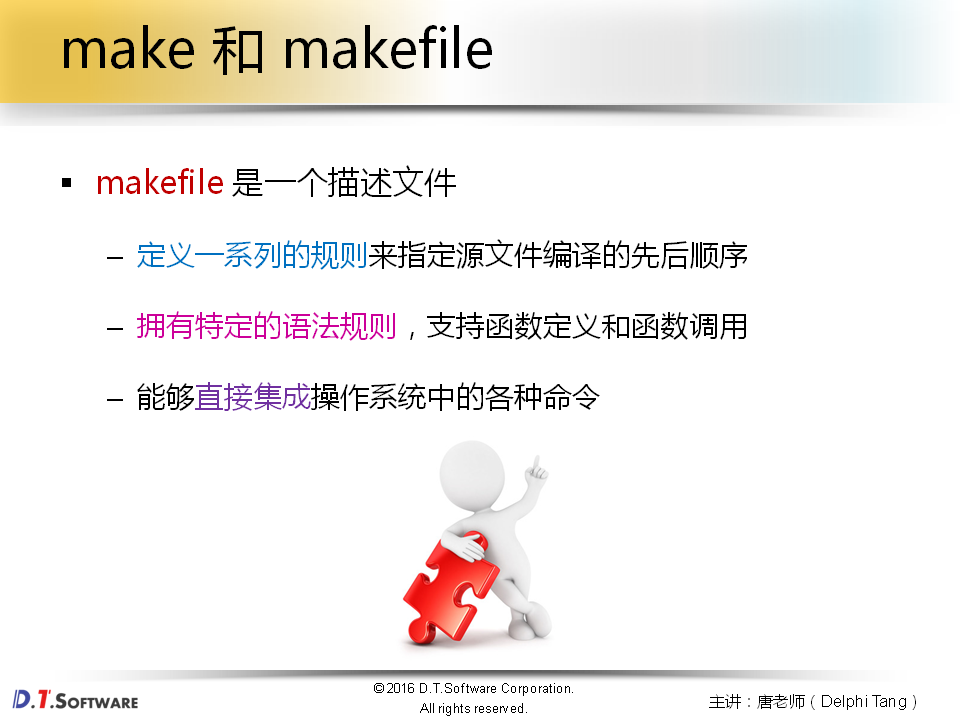 make 和 makefile
▪ makefile 是一个描述文件
– 定义一系列的规则来指定源文件编译的先后顺序
– 拥有特定的语法规则，支持函数定义和函数调用
– 能够直接集成操作系统中的各种命令
D.T.SOFTWARE
©2016 D.T.Software Corporation.
All rights reserved.
主讲：唐老师（Delphi Tang）